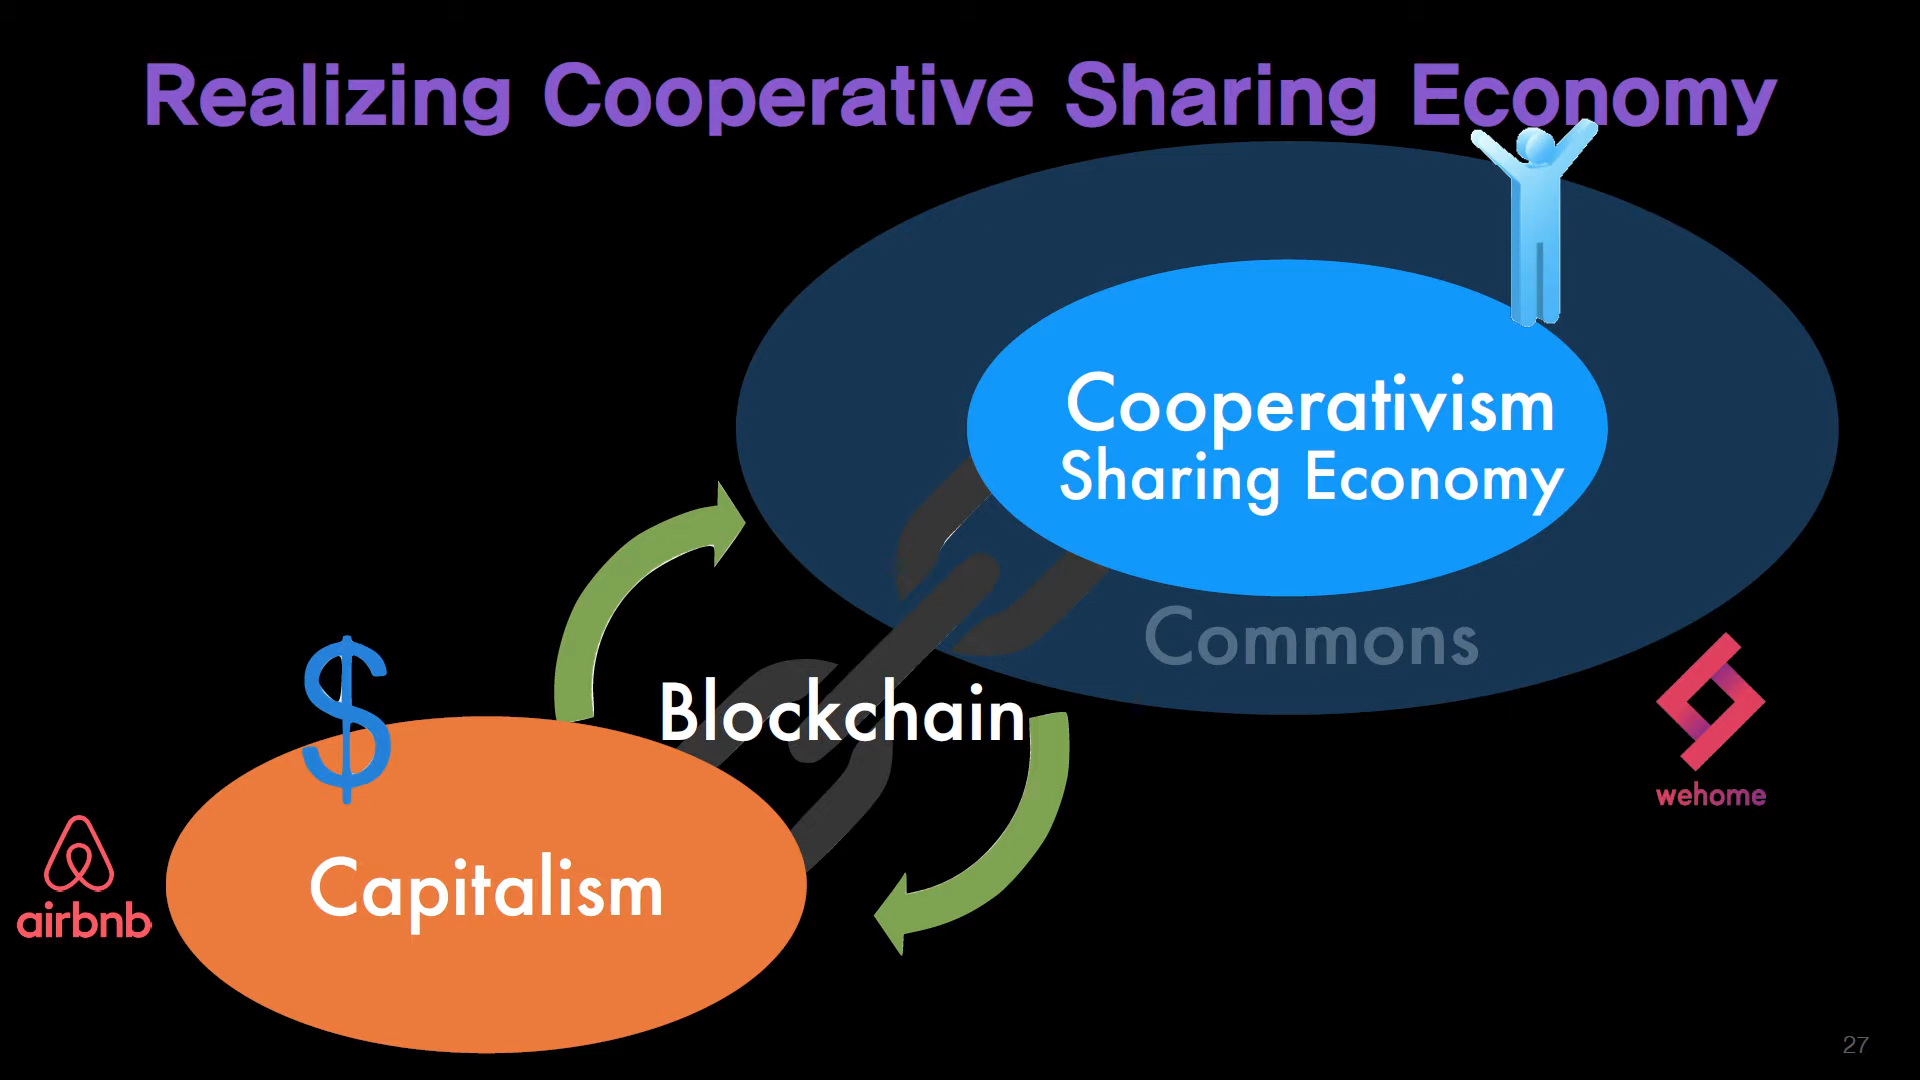 Realizing Cooperative Sharing Economy
Cooperativism
Sharing Economy
Commons
Blockchain
$
Capitalism
airbnb
wehome
27